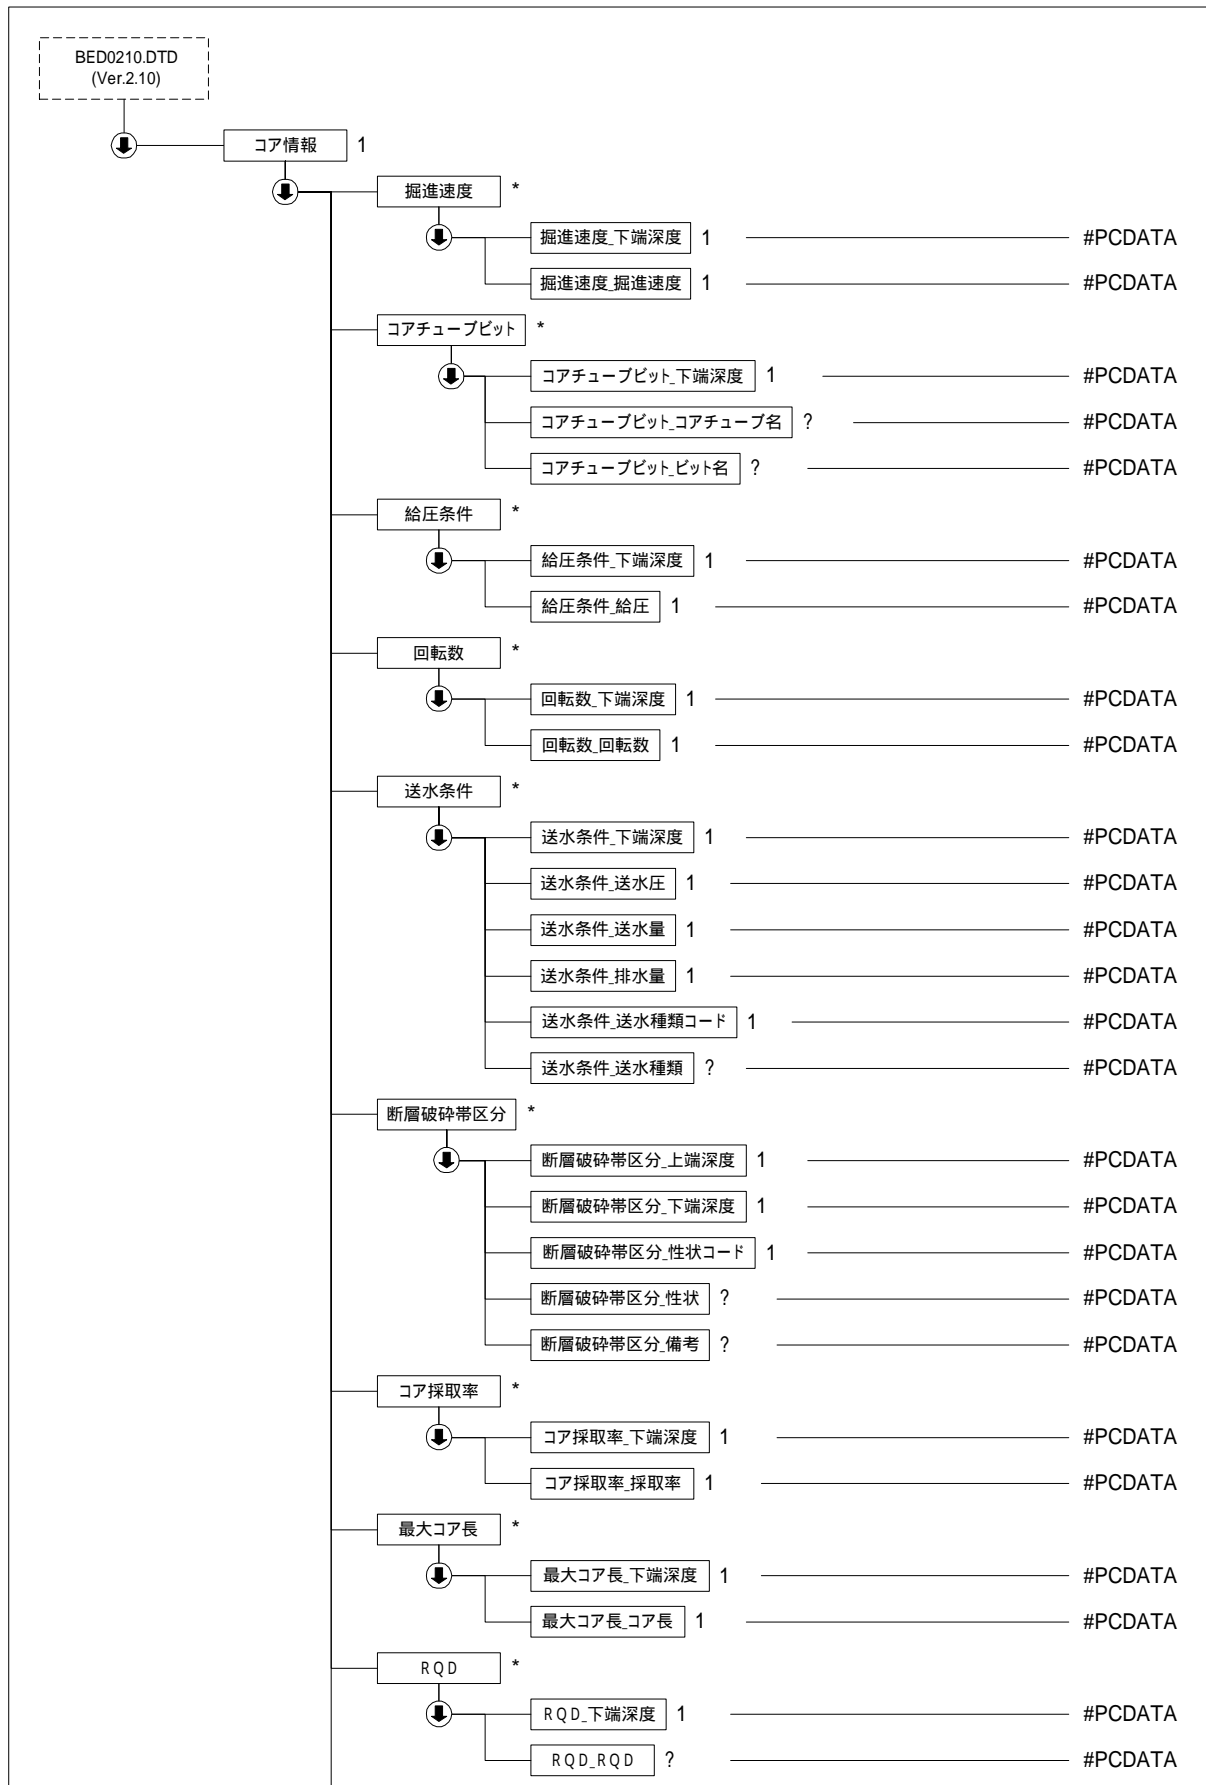 BED0210.DTD
(Ver.2.10)
コア情報 1
掘進速度 *
掘進速度_下端深度 1 #PCDATA
掘進速度_掘進速度 1 #PCDATA
コアチューブビット *
コアチューブビット_下端深度 1 #PCDATA
コアチューブビット_コアチューブ名 ? #PCDATA
コアチューブビット_ビット名 ? #PCDATA
給圧条件 *
給圧条件_下端深度 1 #PCDATA
給圧条件_給圧 1 #PCDATA
回転数 *
回転数_下端深度 1 #PCDATA
回転数_回転数 1 #PCDATA
送水条件 *
送水条件_下端深度 1 #PCDATA
送水条件_送水圧 1 #PCDATA
送水条件_送水量 1 #PCDATA
送水条件_排水量 1 #PCDATA
送水条件_送水種類コード 1 #PCDATA
送水条件_送水種類 ? #PCDATA
断層破砕帯区分 *
断層破砕帯区分_上端深度 1 #PCDATA
断層破砕帯区分_下端深度 1 #PCDATA
断層破砕帯区分_性状コード 1 #PCDATA
断層破砕帯区分_性状 ? #PCDATA
断層破砕帯区分_備考 ? #PCDATA
コア採取率 *
コア採取率_下端深度 1 #PCDATA
コア採取率_採取率 1 #PCDATA
最大コア長 *
最大コア長_下端深度 1 #PCDATA
最大コア長_コア長 1 #PCDATA
RQD *
RQD_下端深度 1 #PCDATA
RQD_RQD ? #PCDATA